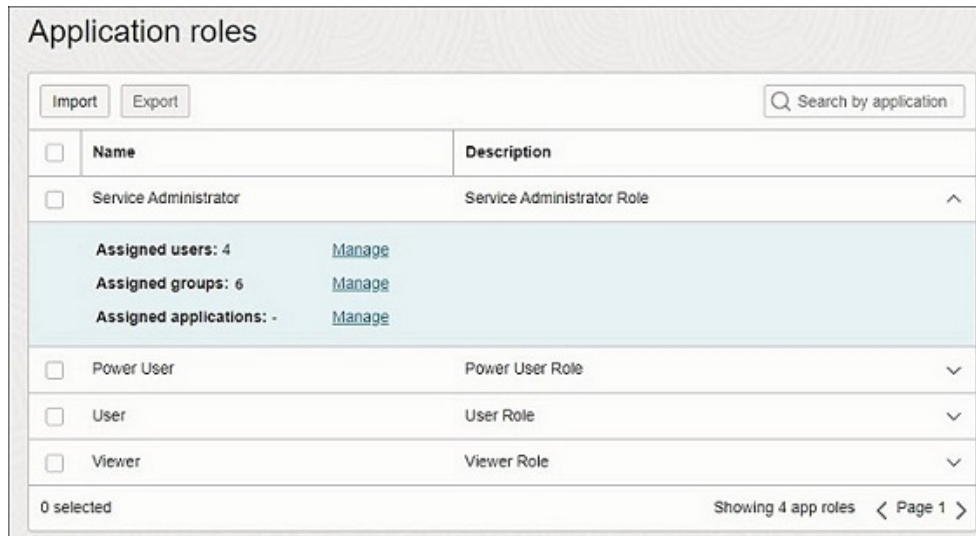 Application roles
Import Export Search by application
Name Description
Service Administrator Service Administrator Role
Assigned users: 4 Manage
Assigned groups: 6 Manage
Assigned applications: - Manage
Power User Power User Role
User User Role
Viewer Viewer Role
0 selected Showing 4 app roles Page 1